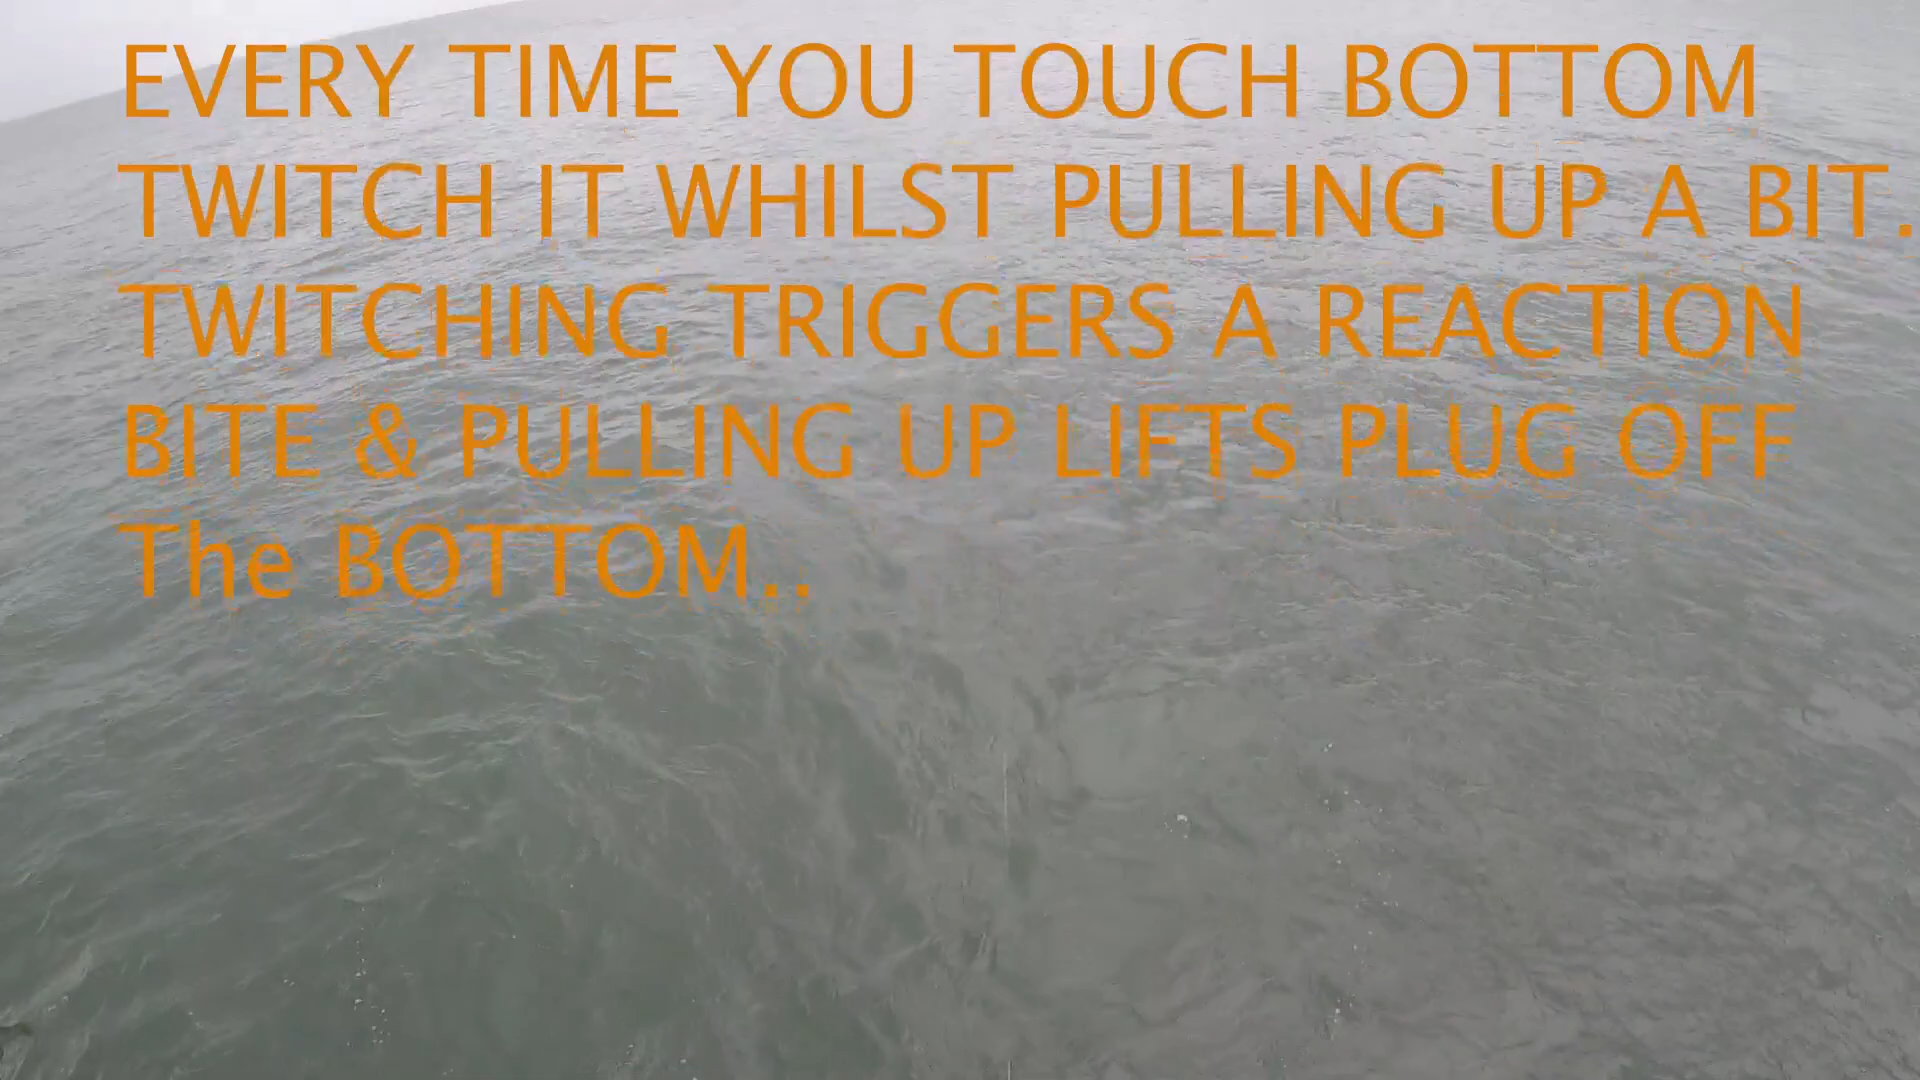 EVERY TIME YOU TOUCH BOTTOM
TWITCH IT WHILST PULLING UP A BIT.
TWITCHING TRIGGERS A REACTION
BITE & PULLING UP LIFTS PLUG OFF
The BOTTOM..